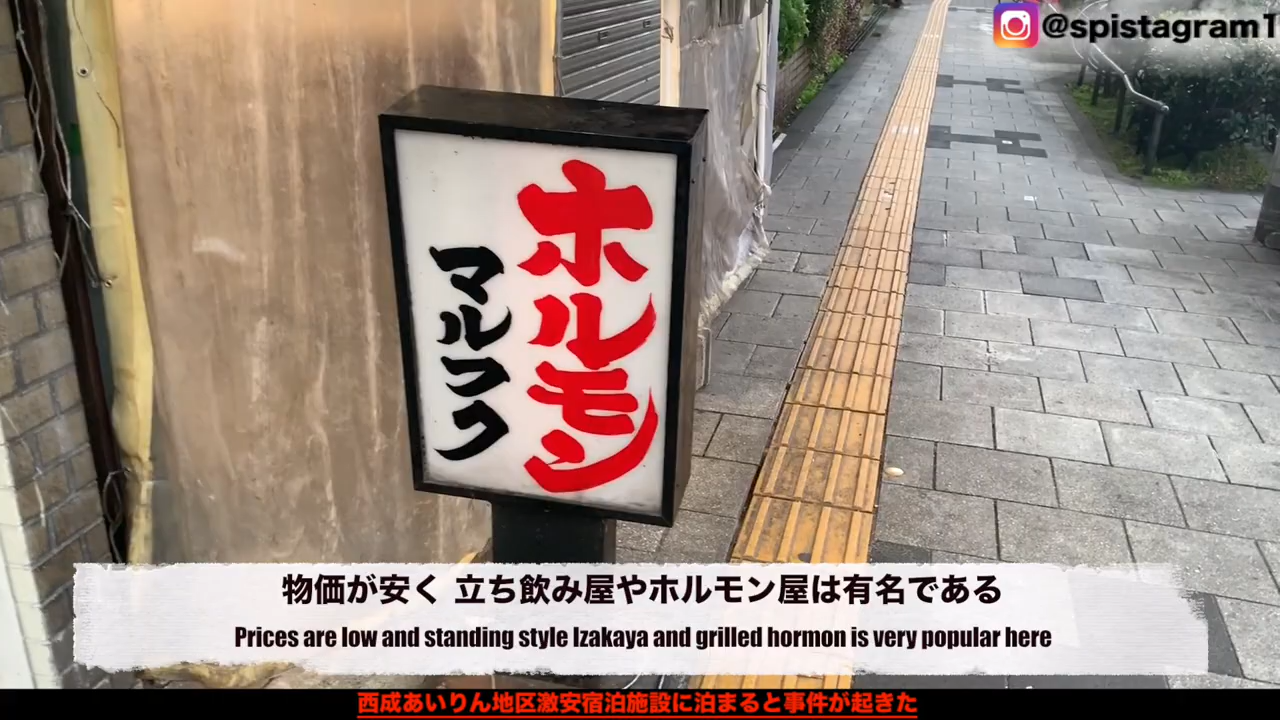 @spistagram1
ホルモン
マルフク
物価が安く 立ち飲み屋やホルモン屋は有名である
Prices are low and standing style Izakaya and grilled hormon is very popular here
西成あいりん地区激安宿泊施設に泊まると事件が起きた